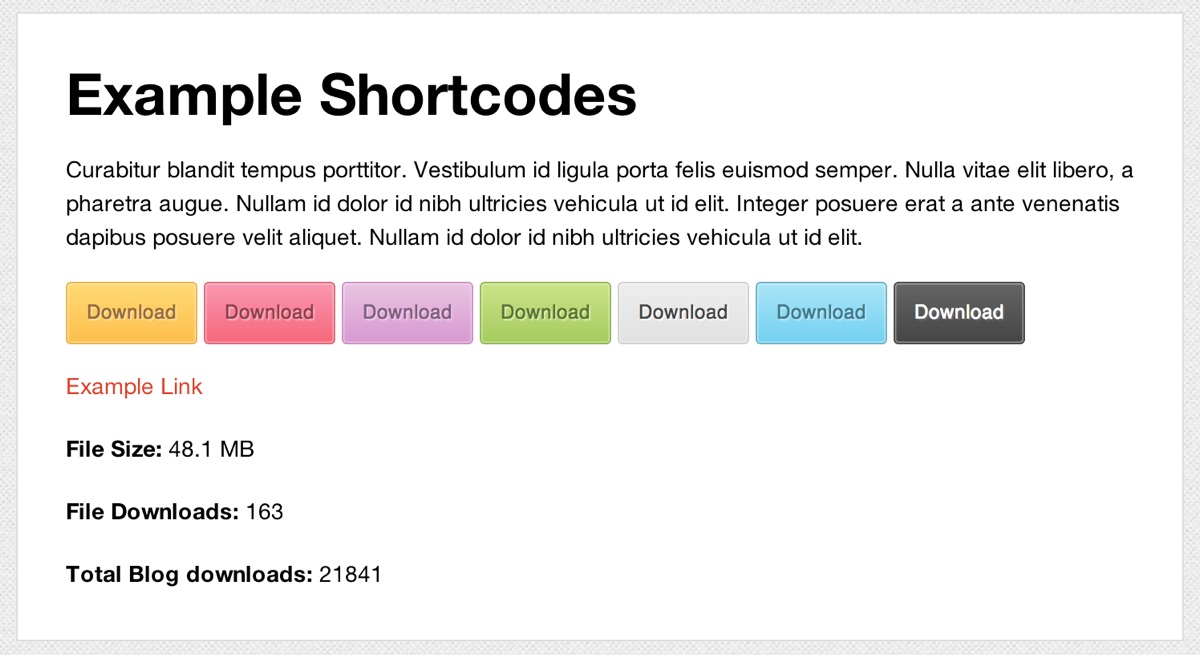 Example Shortcodes
Curabitur blandit tempus porttitor. Vestibulum id ligula porta felis euismod semper. Nulla vitae elit libero, a
pharetra augue. Nullam id dolor id nibh ultricies vehicula ut id elit. Integer posuere erat a ante venenatis
dapibus posuere velit aliquet. Nullam id dolor id nibh ultricies vehicula ut id elit.
Download Download Download Download Download Download Download
Example Link
File Size: 48.1 MB
File Downloads: 163
Total Blog downloads: 21841